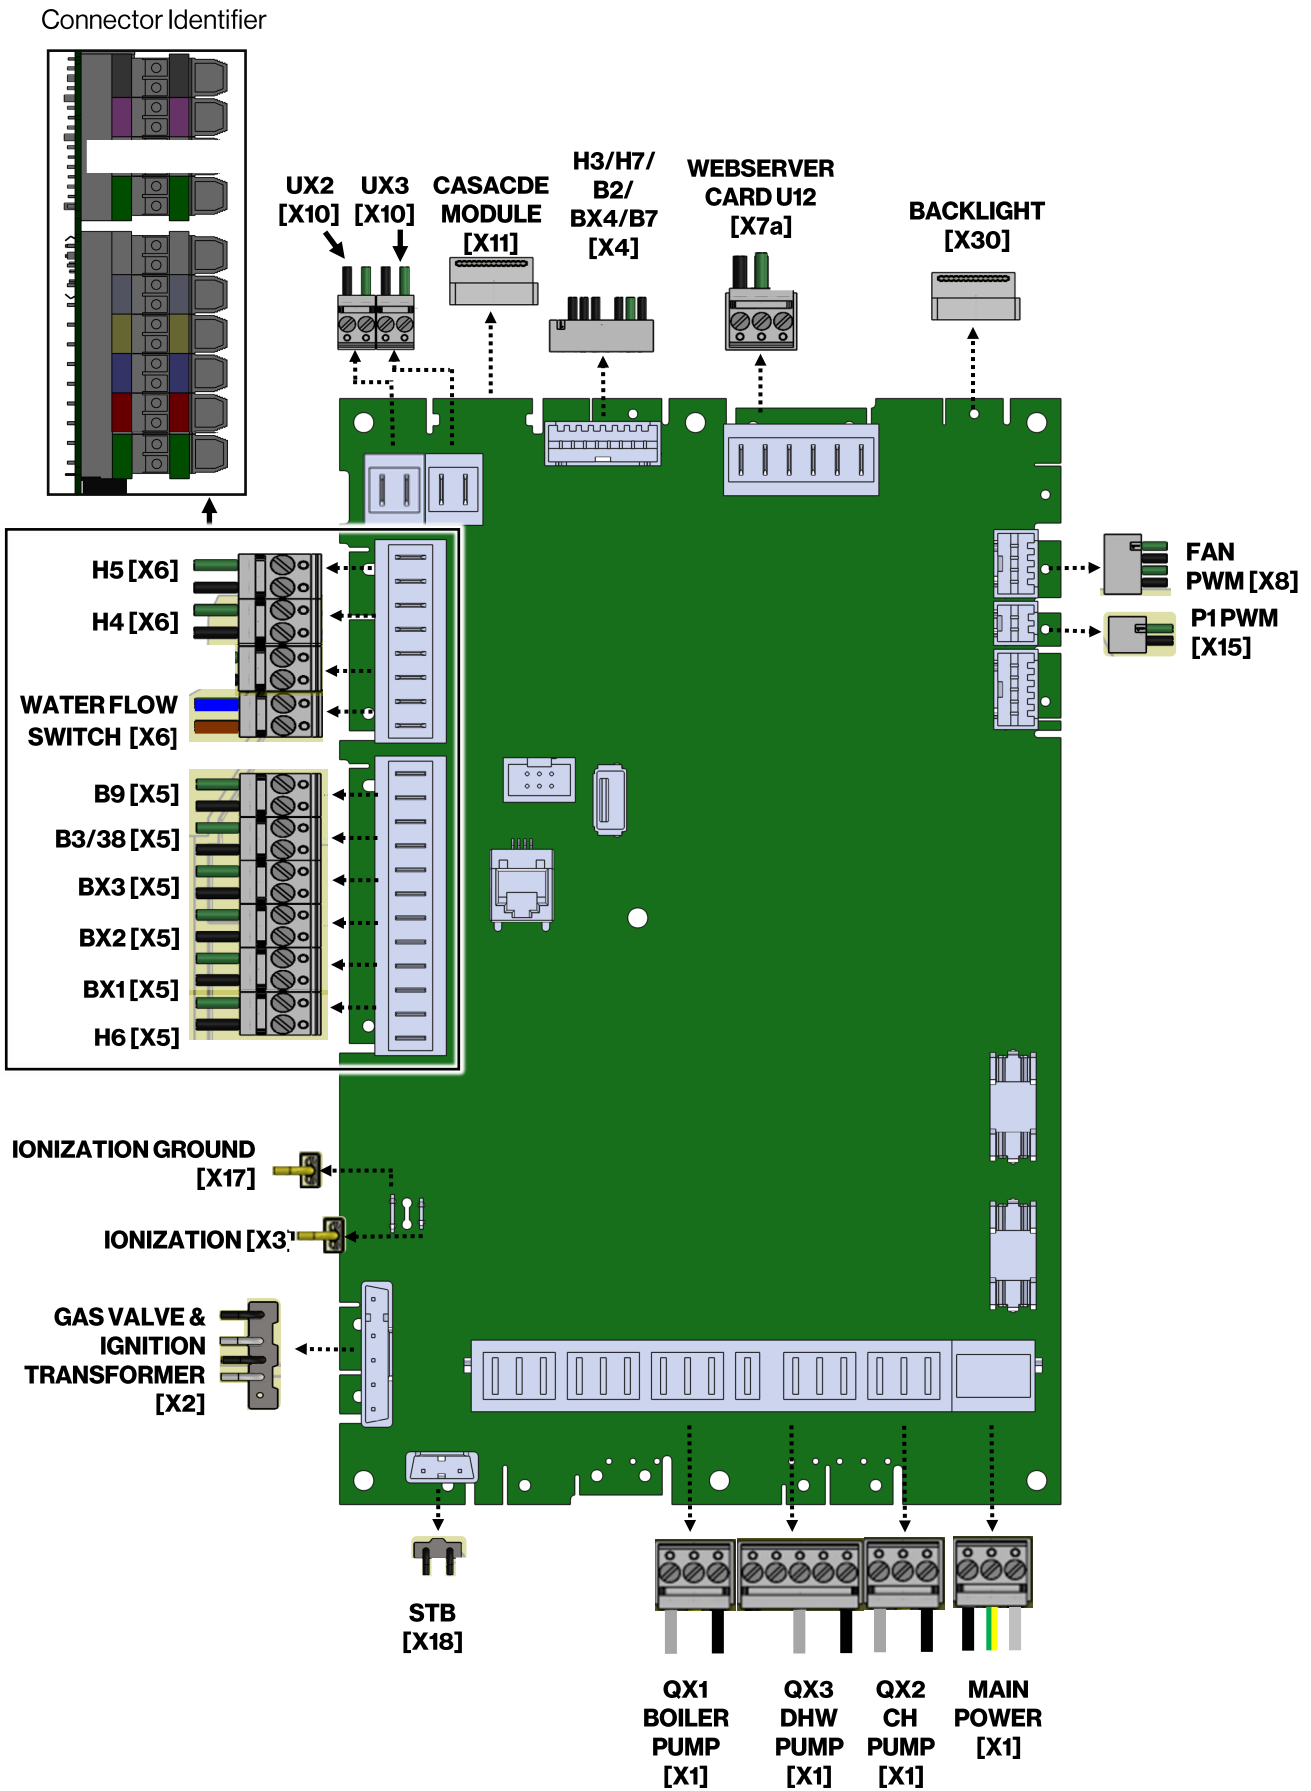 Connector Identifier
UX2
[X10]
UX3
[X10]
CASACDE
MODULE
[X11]
H3/H7/
B2/
BX4/B7
[X4]
WEBSERVER
CARD U12
[X7a]
BACKLIGHT
[X30]
H5 [X6]
H4 [X6]
WATER FLOW
SWITCH [X6]
B9 [X5]
B3/38 [X5]
BX3 [X5]
BX2 [X5]
BX1 [X5]
H6 [X5]
FAN
PWM [X8]
P1 PWM
[X15]
IONIZATION GROUND
[X17]
IONIZATION [X3]
GAS VALVE &
IGNITION
TRANSFORMER
[X2]
STB
[X18]
QX1
BOILER
PUMP
[X1]
QX3
DHW
PUMP
[X1]
QX2
CH
PUMP
[X1]
MAIN
POWER
[X1]